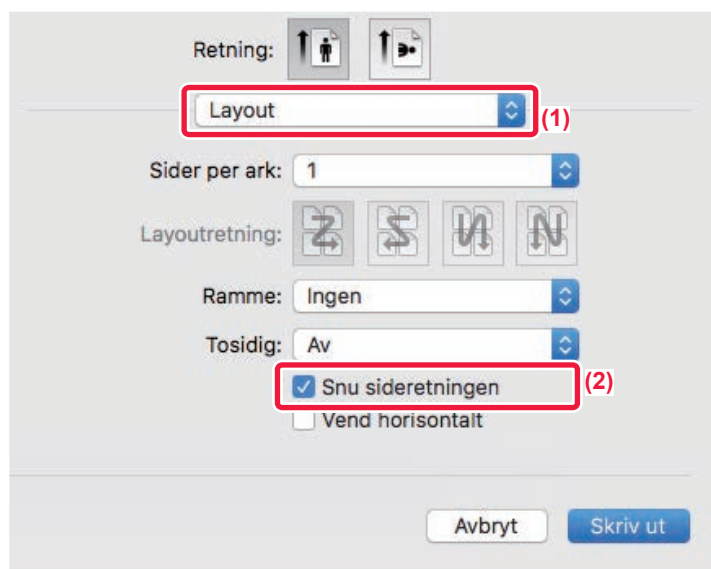 Retning:
Layout
(1)
Sider per ark: 1
Layoutretning:
Ramme: Ingen
Tosidig: Av
Snu sideretningen
(2)
Vend horisontalt
Avbryt
Skriv ut